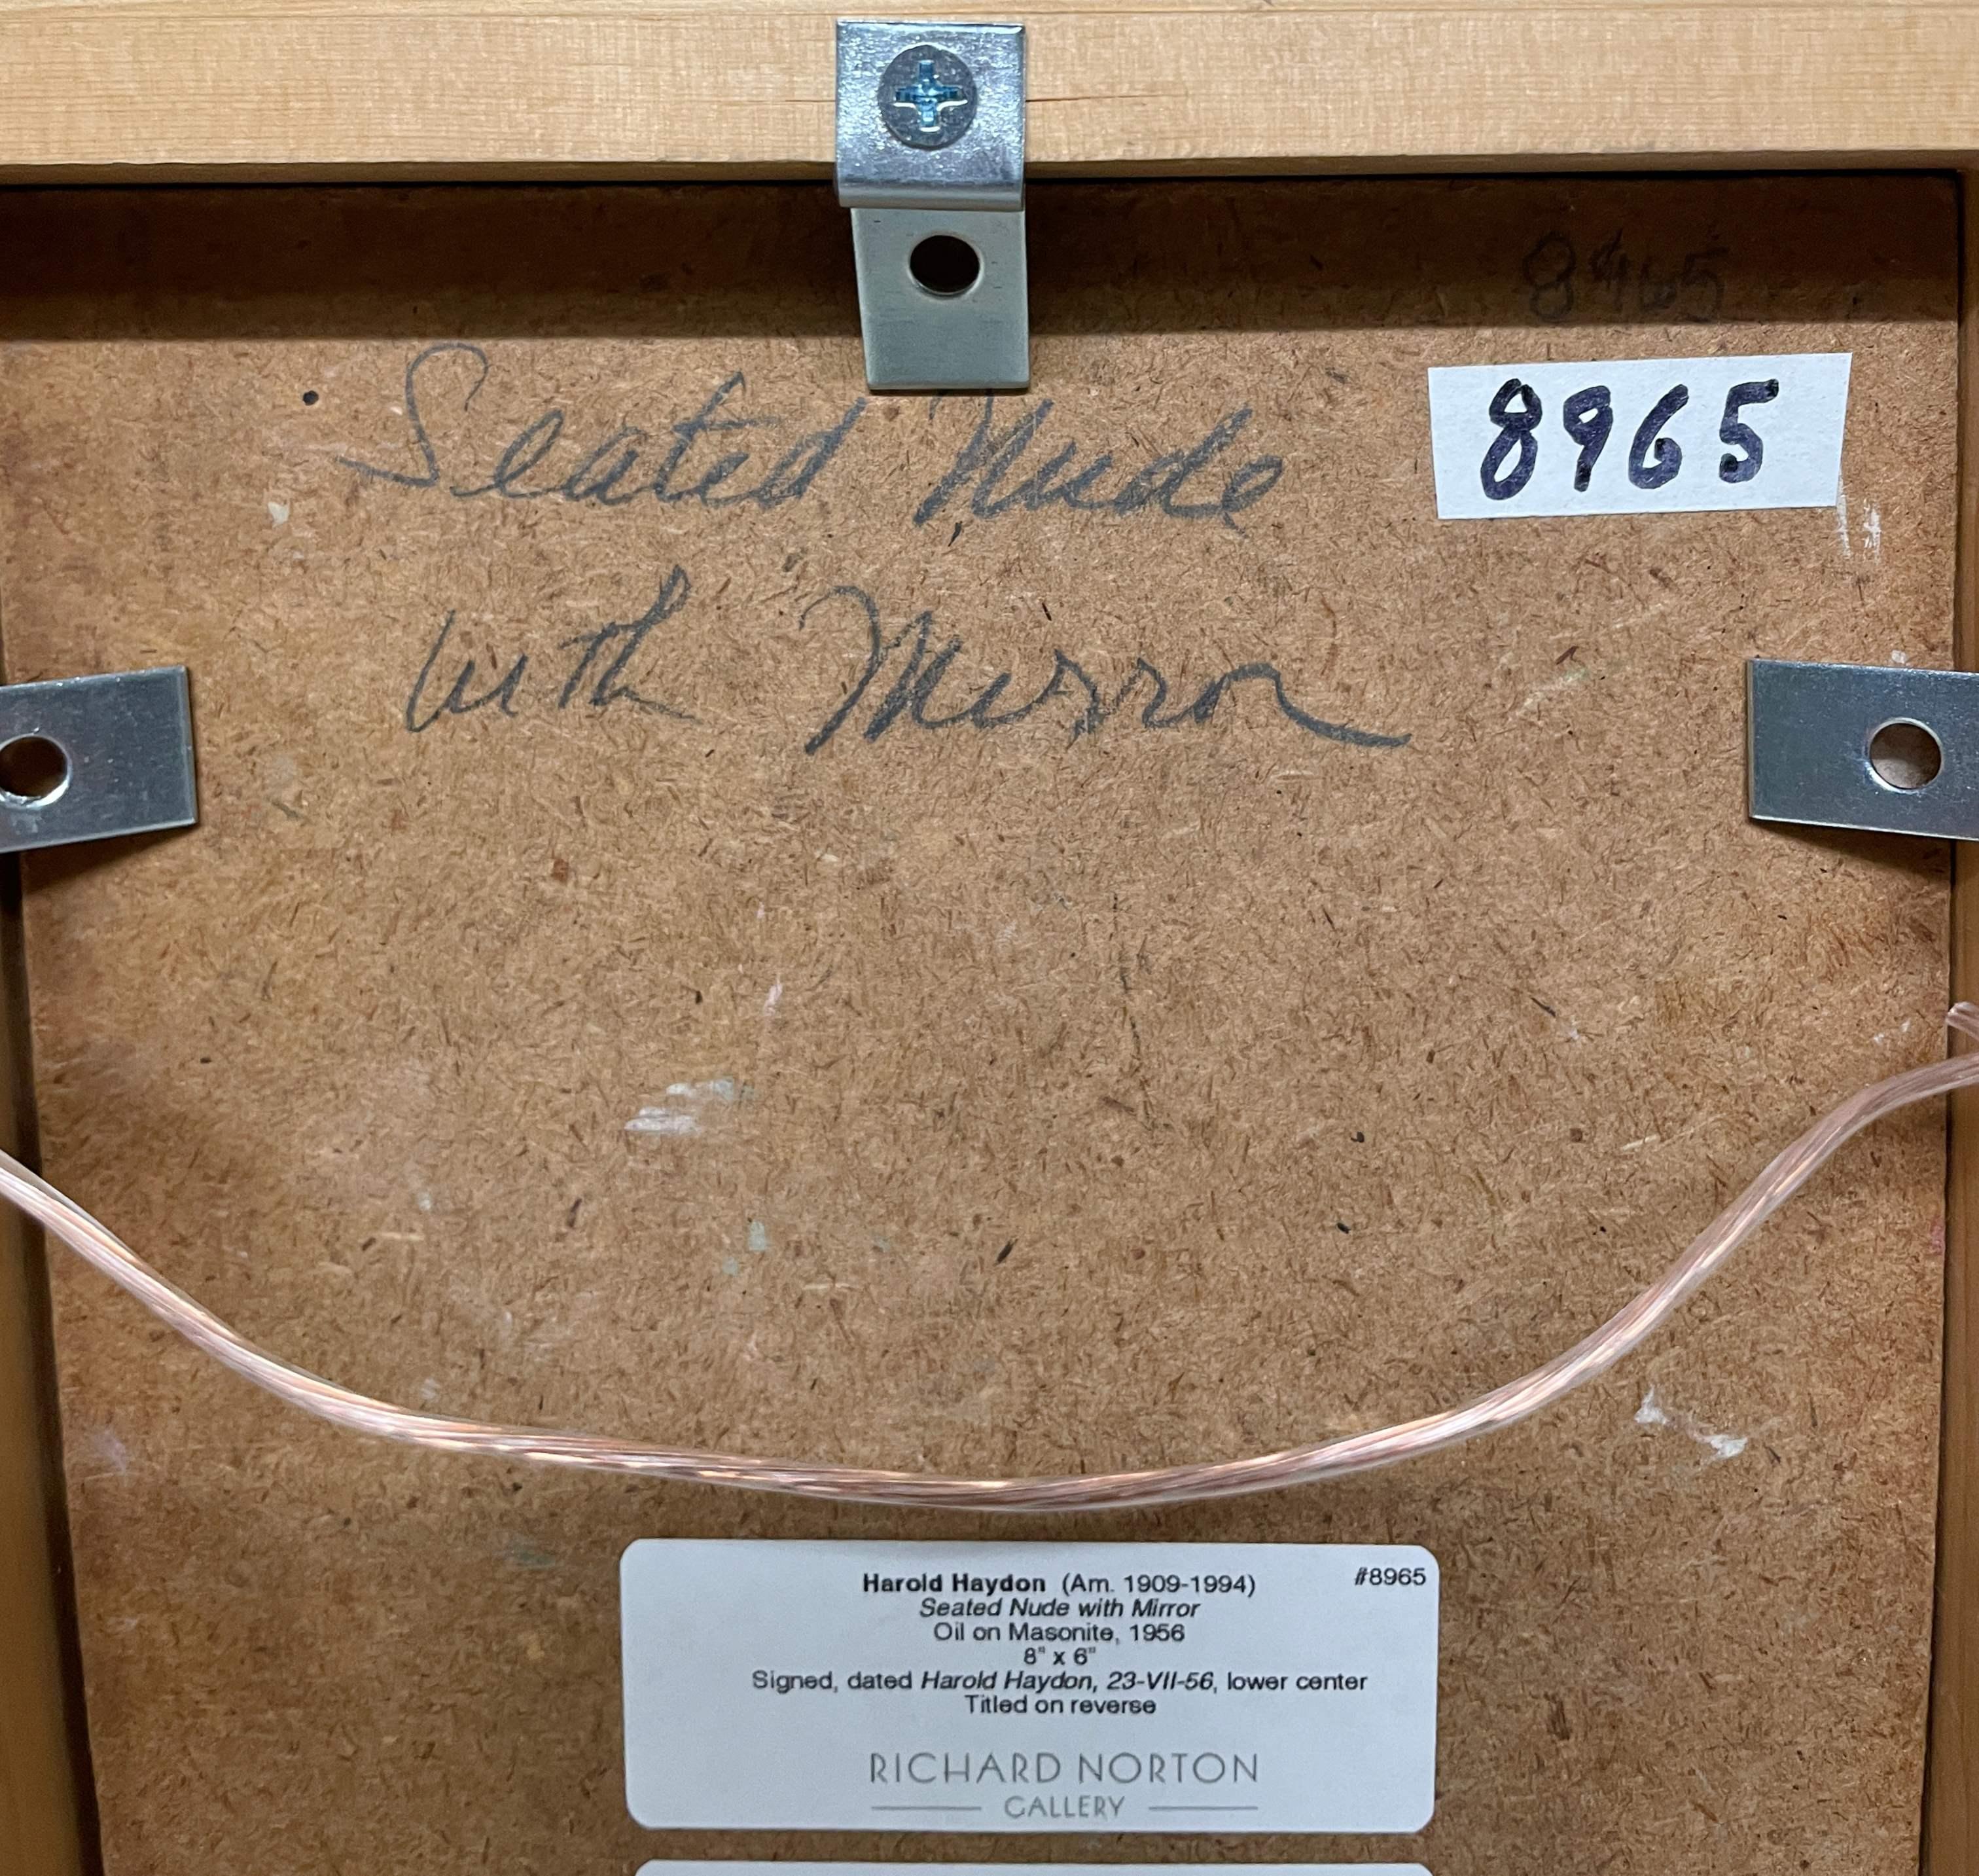 8965
8965
Seated Nude
with Mirror
Harold Haydon (Am. 1909-1994) #8965
Seated Nude with Mirror
Oil on Masonite, 1956
8" x 6"
Signed, dated Harold Haydon, 23-VII-56, lower center
Titled on reverse
RICHARD NORTON
GALLERY